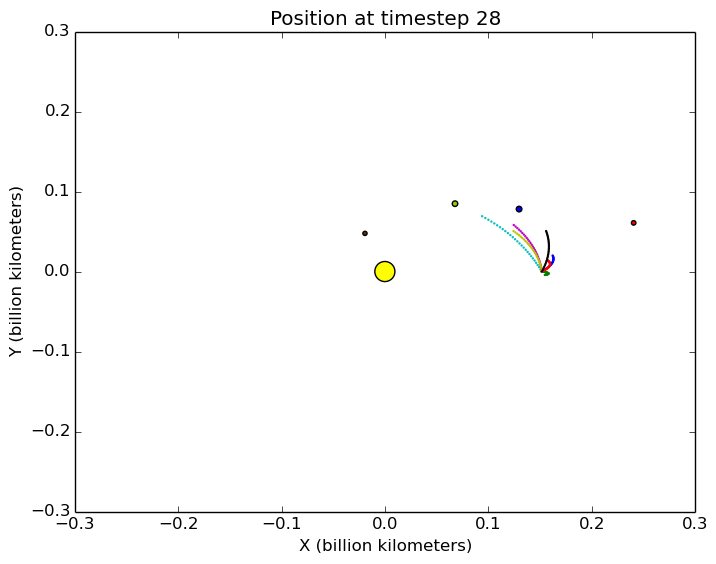 Position at timestep 28
0.3
0.2
0.1
0.0
−0.1
−0.2
−0.3
Y (billion kilometers)
−0.3 −0.2 −0.1 0.0 0.1 0.2 0.3
X (billion kilometers)